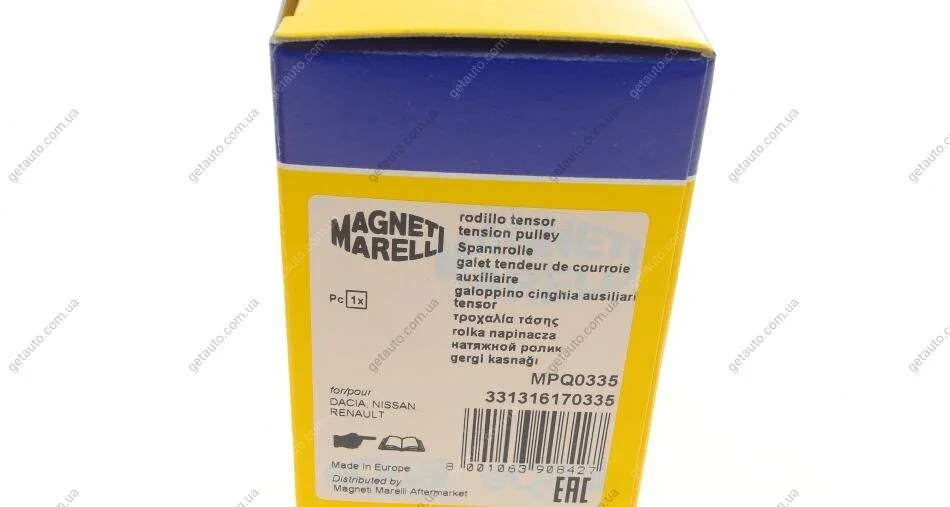 MAGNETI
MARELLI
rodillo tensor
tension pulley
Spannrolle
galet tendeur de courroie
auxiliaire
galoppino cinghia ausiliari
tensor
τροχαλία τάσης
rolka napinacza
натяжной ролик
gergi kasnağı
Pc 1x
MPQ0335
331316170335
for/pour
DACIA, NISSAN
RENAULT
8 001063 908427
Made in Europe
Distributed by
Magneti Marelli Aftermarket
EAC
getauto.com.ua